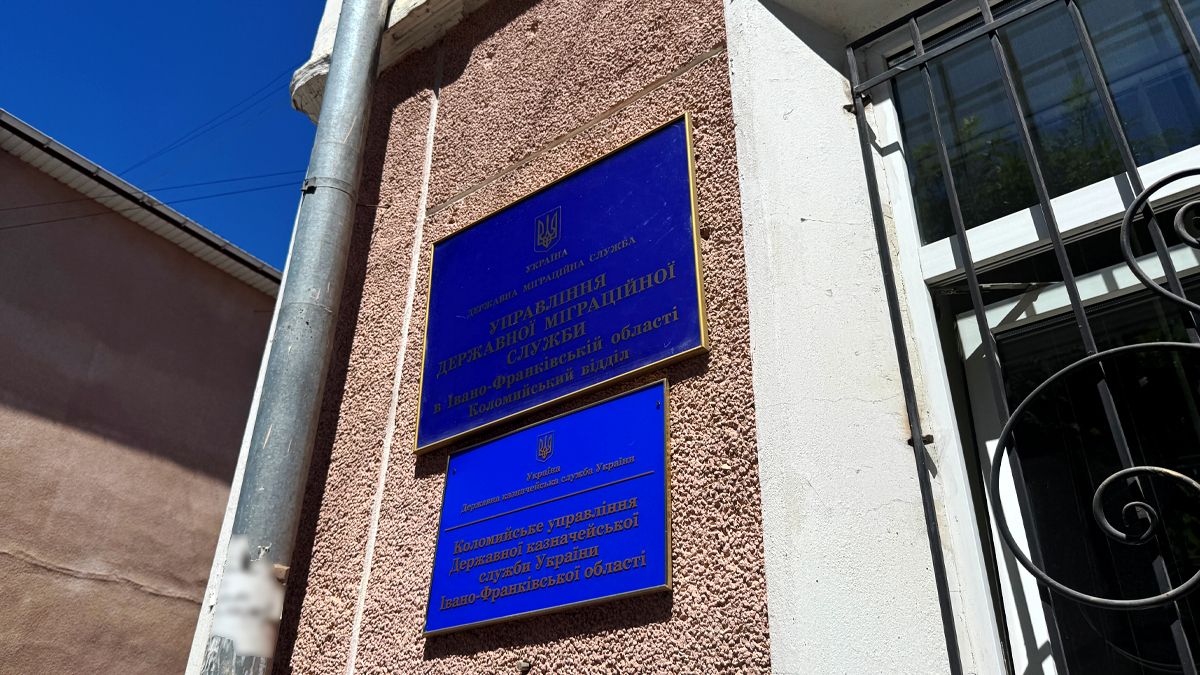 УКРАЇНА
ДЕРЖАВНА МІГРАЦІЙНА СЛУЖБА
УПРАВЛІННЯ
ДЕРЖАВНОЇ МІГРАЦІЙНОЇ
СЛУЖБИ
в Івано-Франківській області
Коломийський відділ
Україна
Державна казначейська служба України
Коломийське управління
Державної казначейської
служби України
Івано-Франківської області